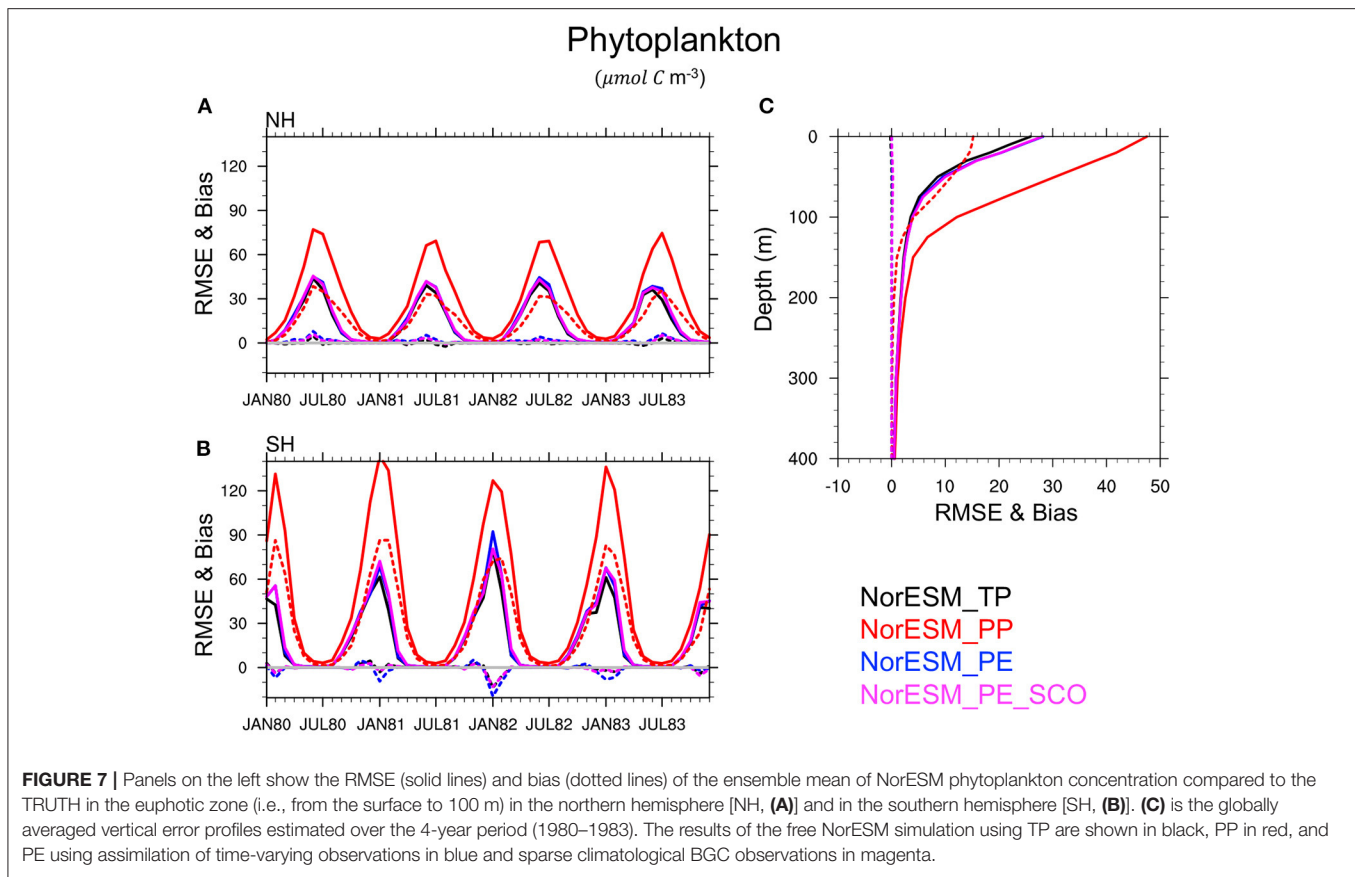 Phytoplankton
(μmol C m-3)
A
NH
RMSE & Bias
120
90
60
30
0
JAN80 JUL80 JAN81 JUL81 JAN82 JUL82 JAN83 JUL83
B
SH
RMSE & Bias
120
90
60
30
0
JAN80 JUL80 JAN81 JUL81 JAN82 JUL82 JAN83 JUL83
C
Depth (m)
0
100
200
300
400
-10 0 10 20 30 40 50
RMSE & Bias
NorESM_TP
NorESM_PP
NorESM_PE
NorESM_PE_SCO
FIGURE 7 | Panels on the left show the RMSE (solid lines) and bias (dotted lines) of the ensemble mean of NorESM phytoplankton concentration compared to the
TRUTH in the euphotic zone (i.e., from the surface to 100 m) in the northern hemisphere [NH, (A)] and in the southern hemisphere [SH, (B)]. (C) is the globally
averaged vertical error profiles estimated over the 4-year period (1980–1983). The results of the free NorESM simulation using TP are shown in black, PP in red, and
PE using assimilation of time-varying observations in blue and sparse climatological BGC observations in magenta.